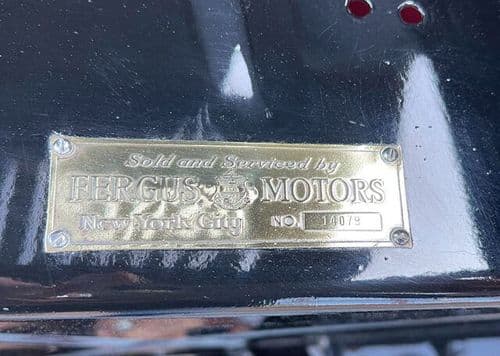 Sold and Serviced by
FERGUS MOTORS
New York City NO. 14079